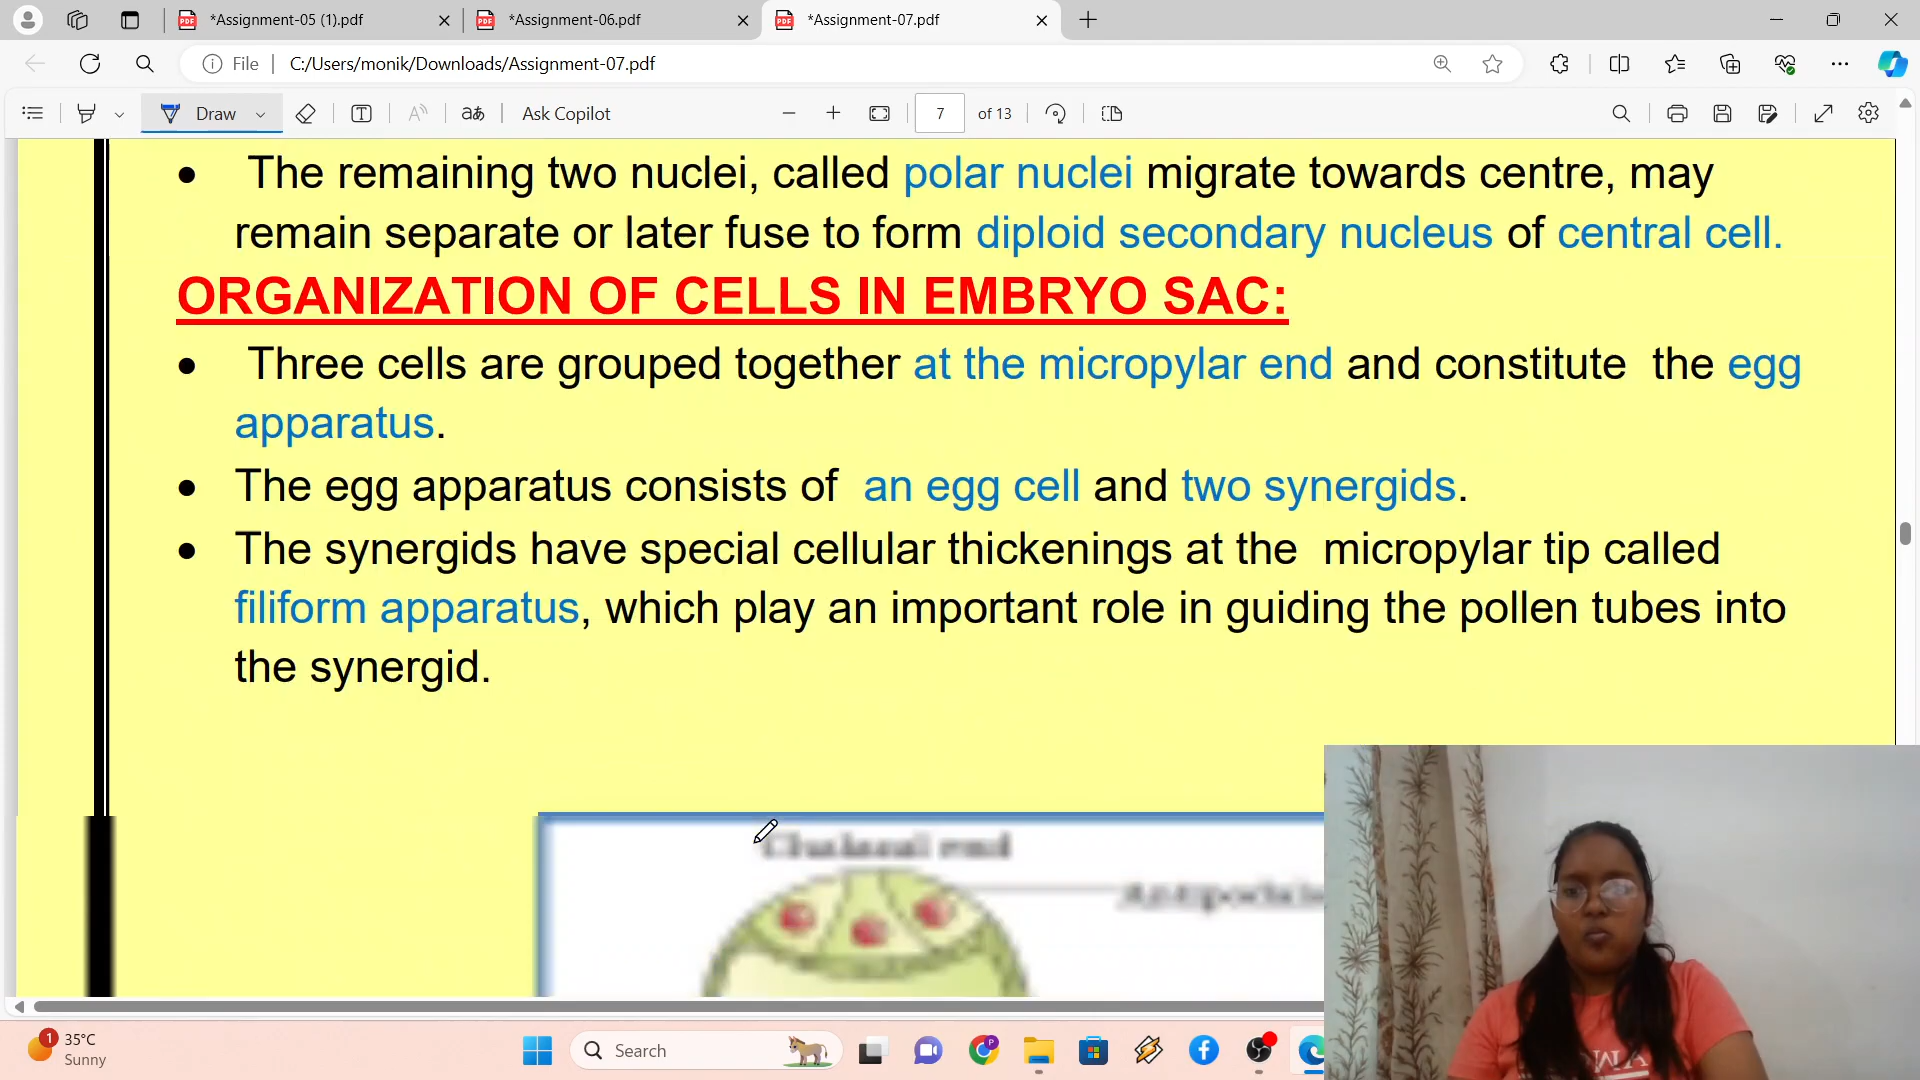 *Assignment-05 (1).pdf
*Assignment-06.pdf
*Assignment-07.pdf
File
C:/Users/monik/Downloads/Assignment-07.pdf
Draw
aあ
Ask Copilot
7
of 13
The remaining two nuclei, called polar nuclei migrate towards centre, may
remain separate or later fuse to form diploid secondary nucleus of central cell.
ORGANIZATION OF CELLS IN EMBRYO SAC:
Three cells are grouped together at the micropylar end and constitute the egg
apparatus.
The egg apparatus consists of an egg cell and two synergids.
The synergids have special cellular thickenings at the micropylar tip called
filiform apparatus, which play an important role in guiding the pollen tubes into
the synergid.
Chalazal end
1
35°C
Sunny
Search